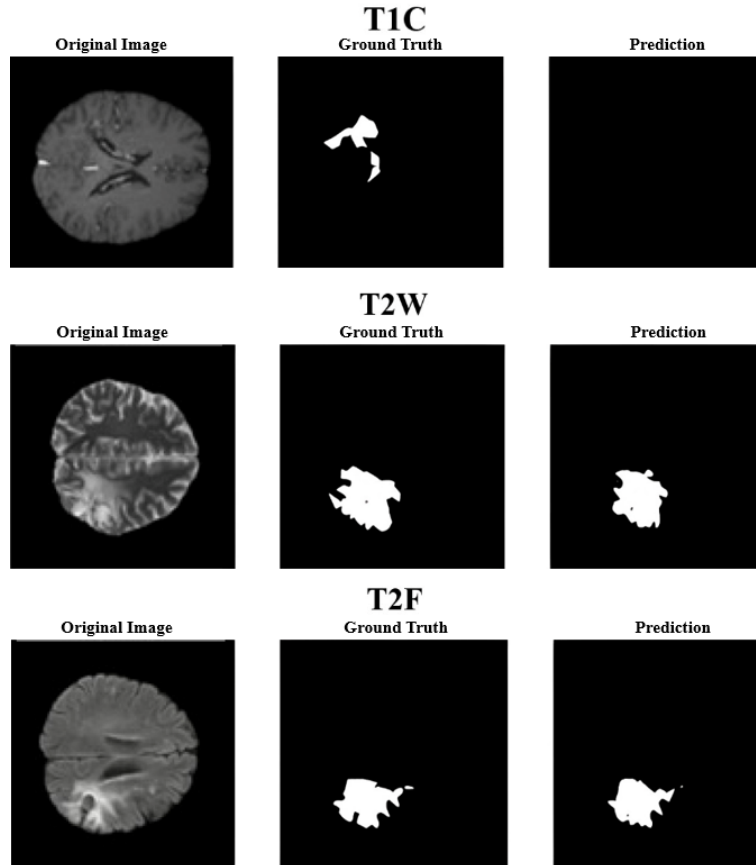 T1C
Original Image Ground Truth Prediction
T2W
Original Image Ground Truth Prediction
T2F
Original Image Ground Truth Prediction